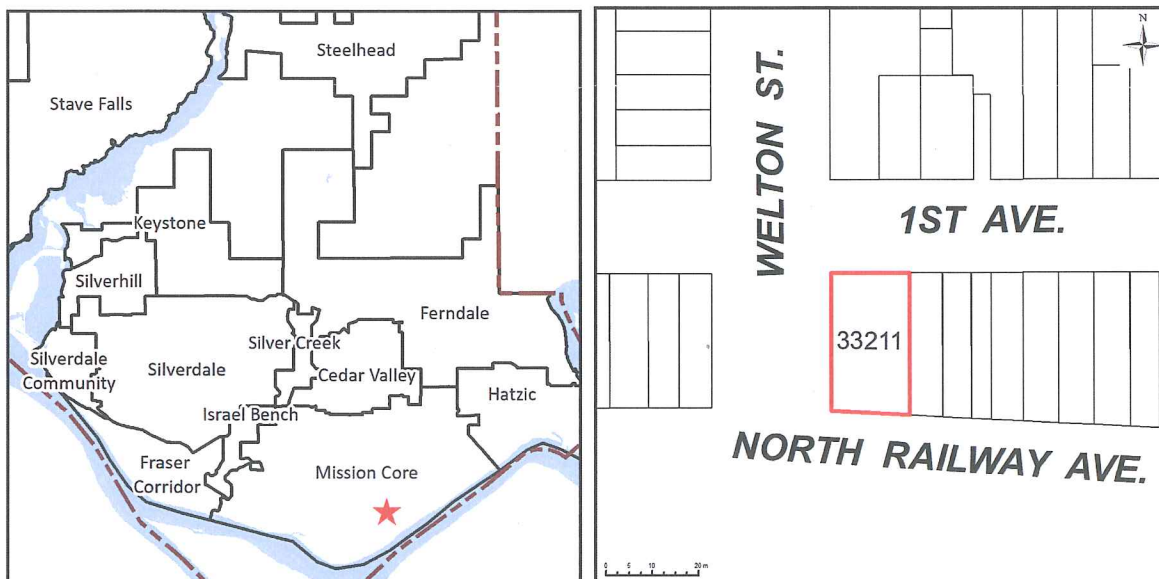 Steelhead
Stave Falls
Keystone
Silverhill
Ferndale
Silver Creek
Silverdale
Community
Silverdale
Cedar Valley
Hatzic
Israel Bench
Fraser
Corridor
Mission Core
N
WELTON ST.
1ST AVE.
33211
NORTH RAILWAY AVE.
0 5 10 20 m